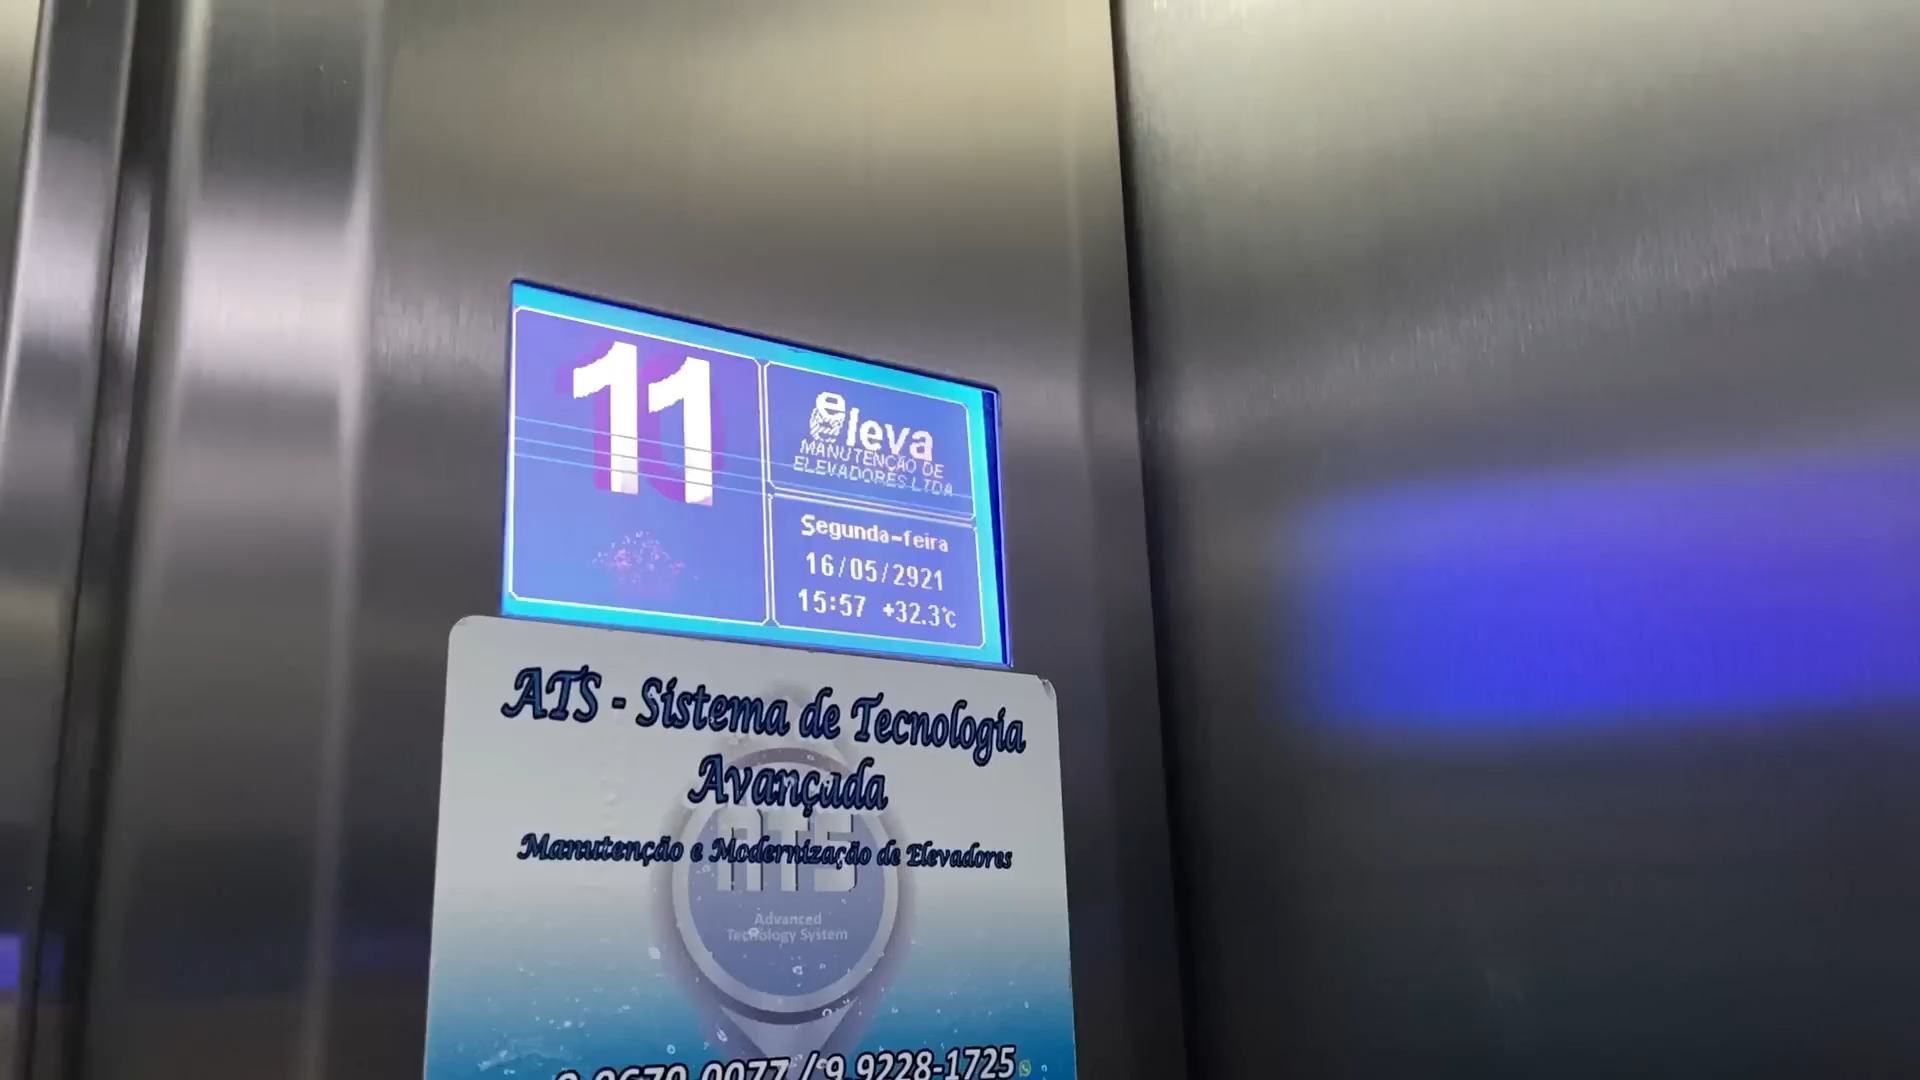 11
eleva
MANUTENÇÃO DE
ELEVADORES LTDA
Segunda-feira
16/05/2921
15:57 +32.3°C
ATS - Sistema de Tecnologia
Avançada
Manutenção e Modernização de Elevadores
ATS
Advanced
Tecnology System
9.9228-1725